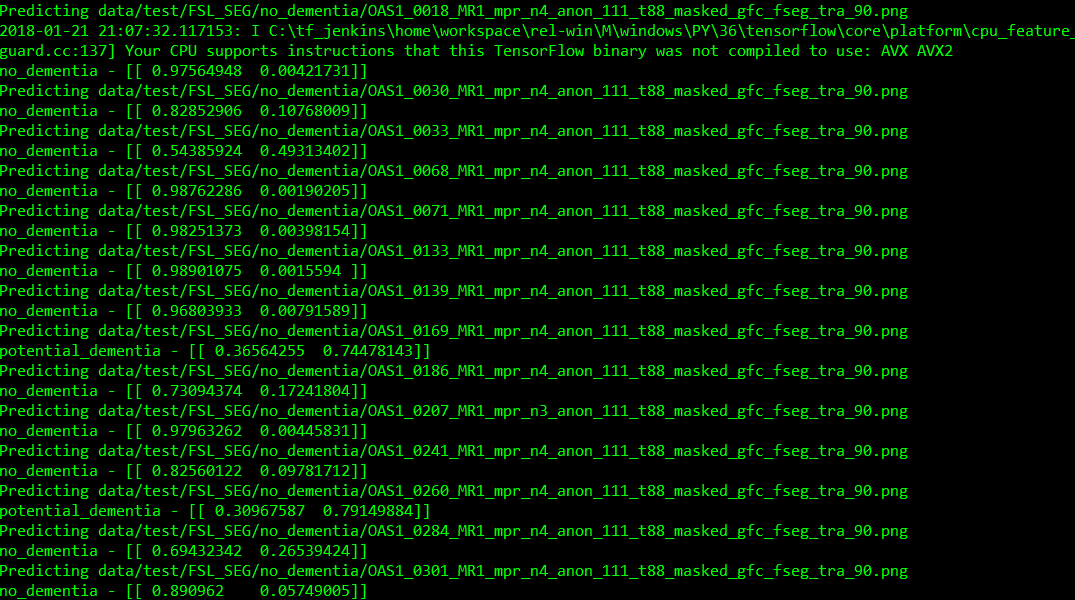 Predicting data/test/FSL_SEG/no_dementia/OAS1_0018_MR1_mpr_n4_anon_111_t88_masked_gfc_fseg_tra_90.png
2018-01-21 21:07:32.117153: I C:\tf_jenkins\home\workspace\rel-win\M\windows\PY\36\tensorflow\core\platform\cpu_feature_
guard.cc:137] Your CPU supports instructions that this TensorFlow binary was not compiled to use: AVX AVX2
no_dementia - [[ 0.97564948  0.00421731]]
Predicting data/test/FSL_SEG/no_dementia/OAS1_0030_MR1_mpr_n4_anon_111_t88_masked_gfc_fseg_tra_90.png
no_dementia - [[ 0.82852906  0.10768009]]
Predicting data/test/FSL_SEG/no_dementia/OAS1_0033_MR1_mpr_n4_anon_111_t88_masked_gfc_fseg_tra_90.png
no_dementia - [[ 0.54385924  0.49313402]]
Predicting data/test/FSL_SEG/no_dementia/OAS1_0068_MR1_mpr_n4_anon_111_t88_masked_gfc_fseg_tra_90.png
no_dementia - [[ 0.98762286  0.00190205]]
Predicting data/test/FSL_SEG/no_dementia/OAS1_0071_MR1_mpr_n4_anon_111_t88_masked_gfc_fseg_tra_90.png
no_dementia - [[ 0.98251373  0.00398154]]
Predicting data/test/FSL_SEG/no_dementia/OAS1_0133_MR1_mpr_n4_anon_111_t88_masked_gfc_fseg_tra_90.png
no_dementia - [[ 0.98901075  0.0015594 ]]
Predicting data/test/FSL_SEG/no_dementia/OAS1_0139_MR1_mpr_n4_anon_111_t88_masked_gfc_fseg_tra_90.png
no_dementia - [[ 0.96803933  0.00791589]]
Predicting data/test/FSL_SEG/no_dementia/OAS1_0169_MR1_mpr_n4_anon_111_t88_masked_gfc_fseg_tra_90.png
potential_dementia - [[ 0.36564255  0.74478143]]
Predicting data/test/FSL_SEG/no_dementia/OAS1_0186_MR1_mpr_n4_anon_111_t88_masked_gfc_fseg_tra_90.png
no_dementia - [[ 0.73094374  0.17241804]]
Predicting data/test/FSL_SEG/no_dementia/OAS1_0207_MR1_mpr_n3_anon_111_t88_masked_gfc_fseg_tra_90.png
no_dementia - [[ 0.97963262  0.00445831]]
Predicting data/test/FSL_SEG/no_dementia/OAS1_0241_MR1_mpr_n4_anon_111_t88_masked_gfc_fseg_tra_90.png
no_dementia - [[ 0.82560122  0.09781712]]
Predicting data/test/FSL_SEG/no_dementia/OAS1_0260_MR1_mpr_n4_anon_111_t88_masked_gfc_fseg_tra_90.png
potential_dementia - [[ 0.30967587  0.79149884]]
Predicting data/test/FSL_SEG/no_dementia/OAS1_0284_MR1_mpr_n4_anon_111_t88_masked_gfc_fseg_tra_90.png
no_dementia - [[ 0.69432342  0.26539424]]
Predicting data/test/FSL_SEG/no_dementia/OAS1_0301_MR1_mpr_n4_anon_111_t88_masked_gfc_fseg_tra_90.png
no_dementia - [[ 0.890962    0.05749005]]